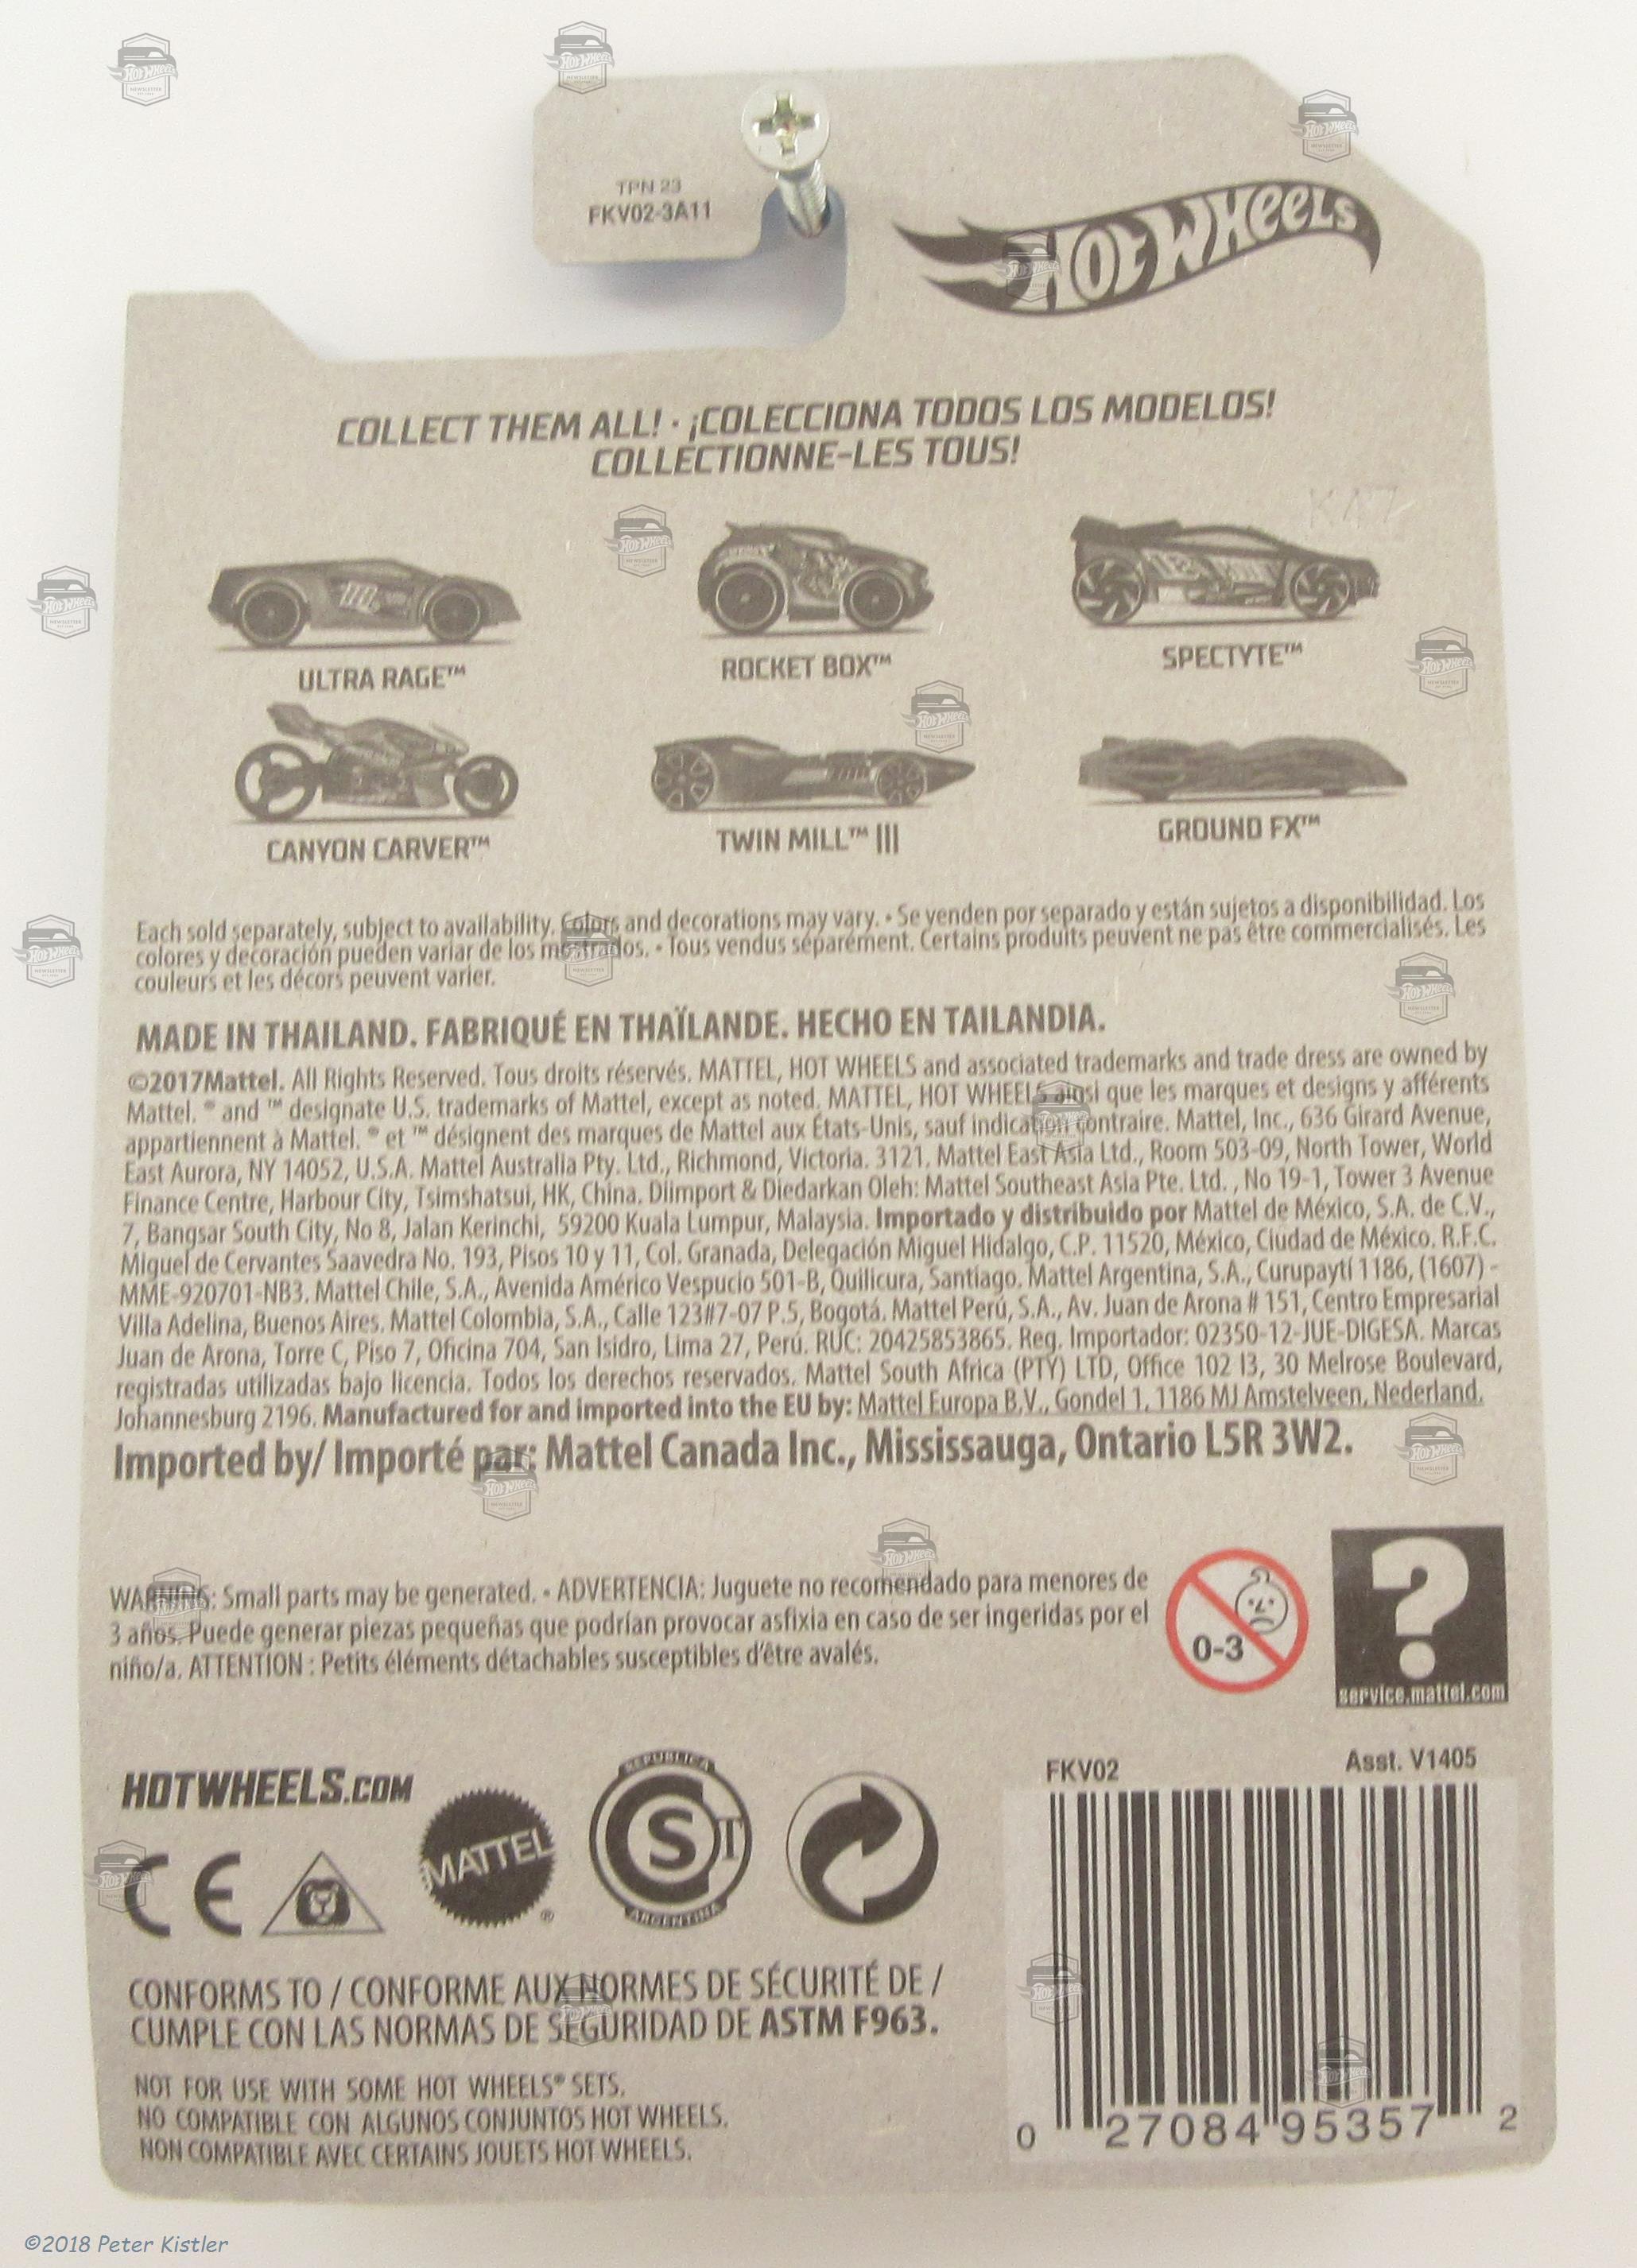 TPN 23
FKV02-3A11
HOT WHEELS
COLLECT THEM ALL! · ¡COLECCIONA TODOS LOS MODELOS!
COLLECTIONNE-LES TOUS!
ULTRA RAGE™
ROCKET BOX™
SPECTYTE™
CANYON CARVER™
TWIN MILL™ III
GROUND FX™
Each sold separately, subject to availability. Colors and decorations may vary. • Se venden por separado y están sujetos a disponibilidad. Los
colores y decoración pueden variar de los mostrados. • Tous vendus séparément. Certains produits peuvent ne pas être commercialisés. Les
couleurs et les décors peuvent varier.
MADE IN THAILAND. FABRIQUÉ EN THAÏLANDE. HECHO EN TAILANDIA.
©2017Mattel. All Rights Reserved. Tous droits réservés. MATTEL, HOT WHEELS and associated trademarks and trade dress are owned by
Mattel. ® and ™ designate U.S. trademarks of Mattel, except as noted. MATTEL, HOT WHEELS ainsi que les marques et designs y afférents
appartiennent à Mattel. ® et ™ désignent des marques de Mattel aux États-Unis, sauf indication contraire. Mattel, Inc., 636 Girard Avenue,
East Aurora, NY 14052, U.S.A. Mattel Australia Pty. Ltd., Richmond, Victoria. 3121. Mattel East Asia Ltd., Room 503-09, North Tower, World
Finance Centre, Harbour City, Tsimshatsui, HK, China. Diimport & Diedarkan Oleh: Mattel Southeast Asia Pte. Ltd. , No 19-1, Tower 3 Avenue
7, Bangsar South City, No 8, Jalan Kerinchi, 59200 Kuala Lumpur, Malaysia. Importado y distribuido por Mattel de México, S.A. de C.V.,
Miguel de Cervantes Saavedra No. 193, Pisos 10 y 11, Col. Granada, Delegación Miguel Hidalgo, C.P. 11520, México, Ciudad de México. R.F.C.
MME-920701-NB3. Mattel Chile, S.A., Avenida Américo Vespucio 501-B, Quilicura, Santiago. Mattel Argentina, S.A., Curupaytí 1186, (1607) -
Villa Adelina, Buenos Aires. Mattel Colombia, S.A., Calle 123#7-07 P.5, Bogotá. Mattel Perú, S.A., Av. Juan de Arona # 151, Centro Empresarial
Juan de Arona, Torre C, Piso 7, Oficina 704, San Isidro, Lima 27, Perú. RUC: 20425853865. Reg. Importador: 02350-12-JUE-DIGESA. Marcas
registradas utilizadas bajo licencia. Todos los derechos reservados. Mattel South Africa (PTY) LTD, Office 102 I3, 30 Melrose Boulevard,
Johannesburg 2196. Manufactured for and imported into the EU by: Mattel Europa B.V., Gondel 1, 1186 MJ Amstelveen, Nederland.
Imported by/ Importé par: Mattel Canada Inc., Mississauga, Ontario L5R 3W2.
WARNING: Small parts may be generated. • ADVERTENCIA: Juguete no recomendado para menores de
3 años. Puede generar piezas pequeñas que podrían provocar asfixia en caso de ser ingeridas por el
niño/a. ATTENTION : Petits éléments détachables susceptibles d'être avalés.
0-3
?
service.mattel.com
HOTWHEELS.COM
FKV02
Asst. V1405
CE
MATTEL®
REPUBLICA
CST
ARGENTINA
CONFORMS TO / CONFORME AUX NORMES DE SÉCURITÉ DE /
CUMPLE CON LAS NORMAS DE SEGURIDAD DE ASTM F963.
NOT FOR USE WITH SOME HOT WHEELS® SETS.
NO COMPATIBLE CON ALGUNOS CONJUNTOS HOT WHEELS.
NON COMPATIBLE AVEC CERTAINS JOUETS HOT WHEELS.
0 27084 95357 2
©2018 Peter Kistler